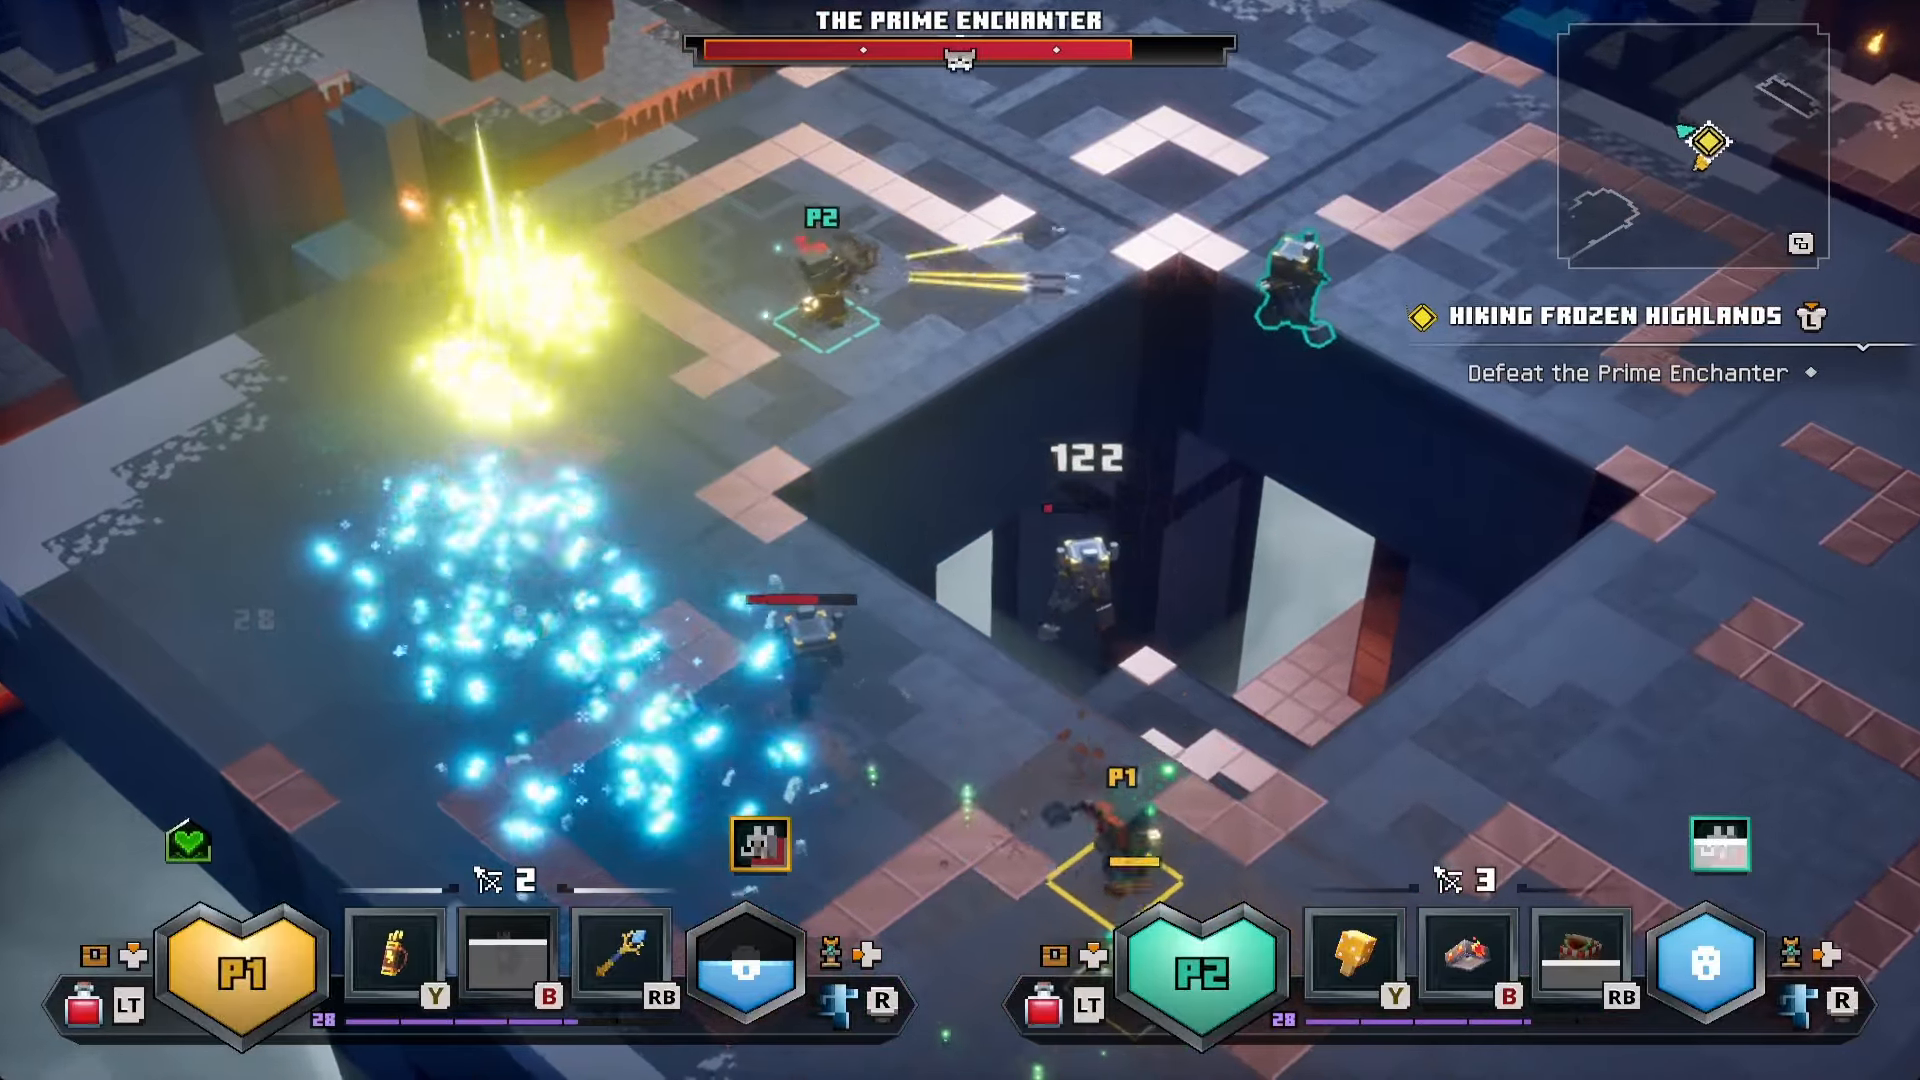 THE PRIME ENCHANTER
P2
HIKING FROZEN HIGHLANDS
L
Defeat the Prime Enchanter
122
28
P1
2
3
P1
Y
B
RB
LT
R
28
P2
Y
B
RB
LT
R
28